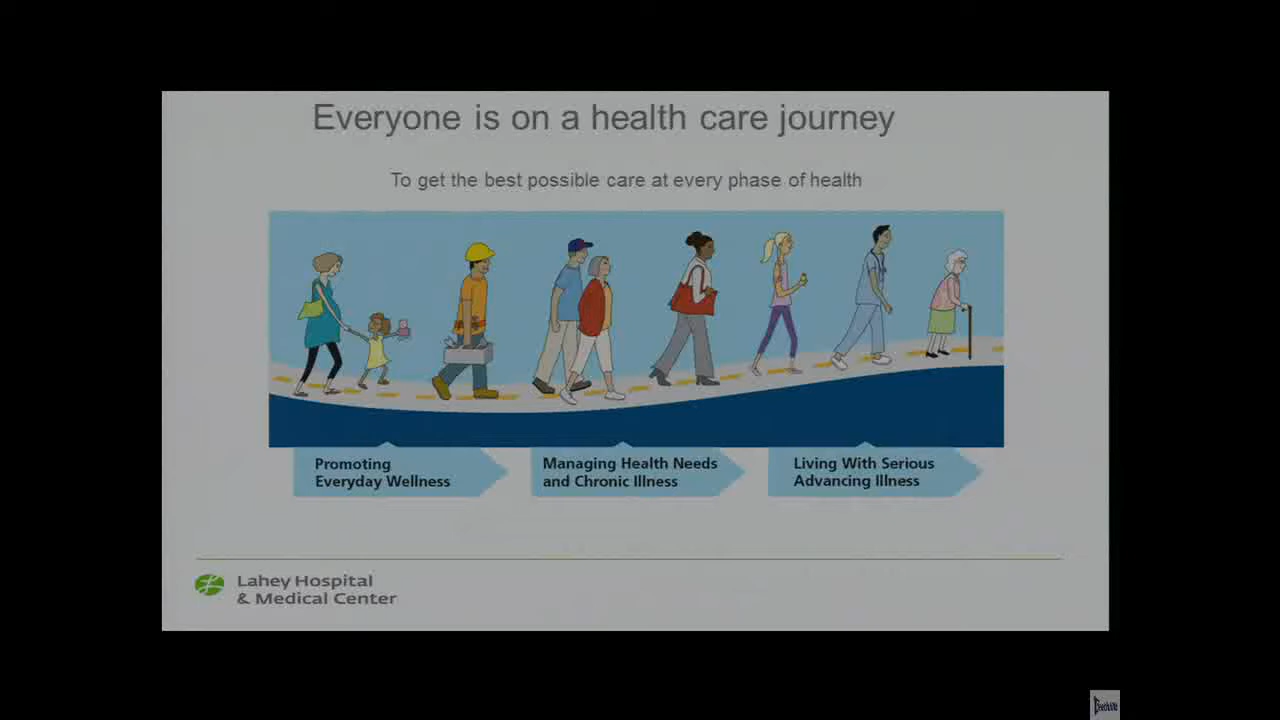 Everyone is on a health care journey
To get the best possible care at every phase of health
Promoting
Everyday Wellness
Managing Health Needs
and Chronic Illness
Living With Serious
Advancing Illness
Lahey Hospital
& Medical Center